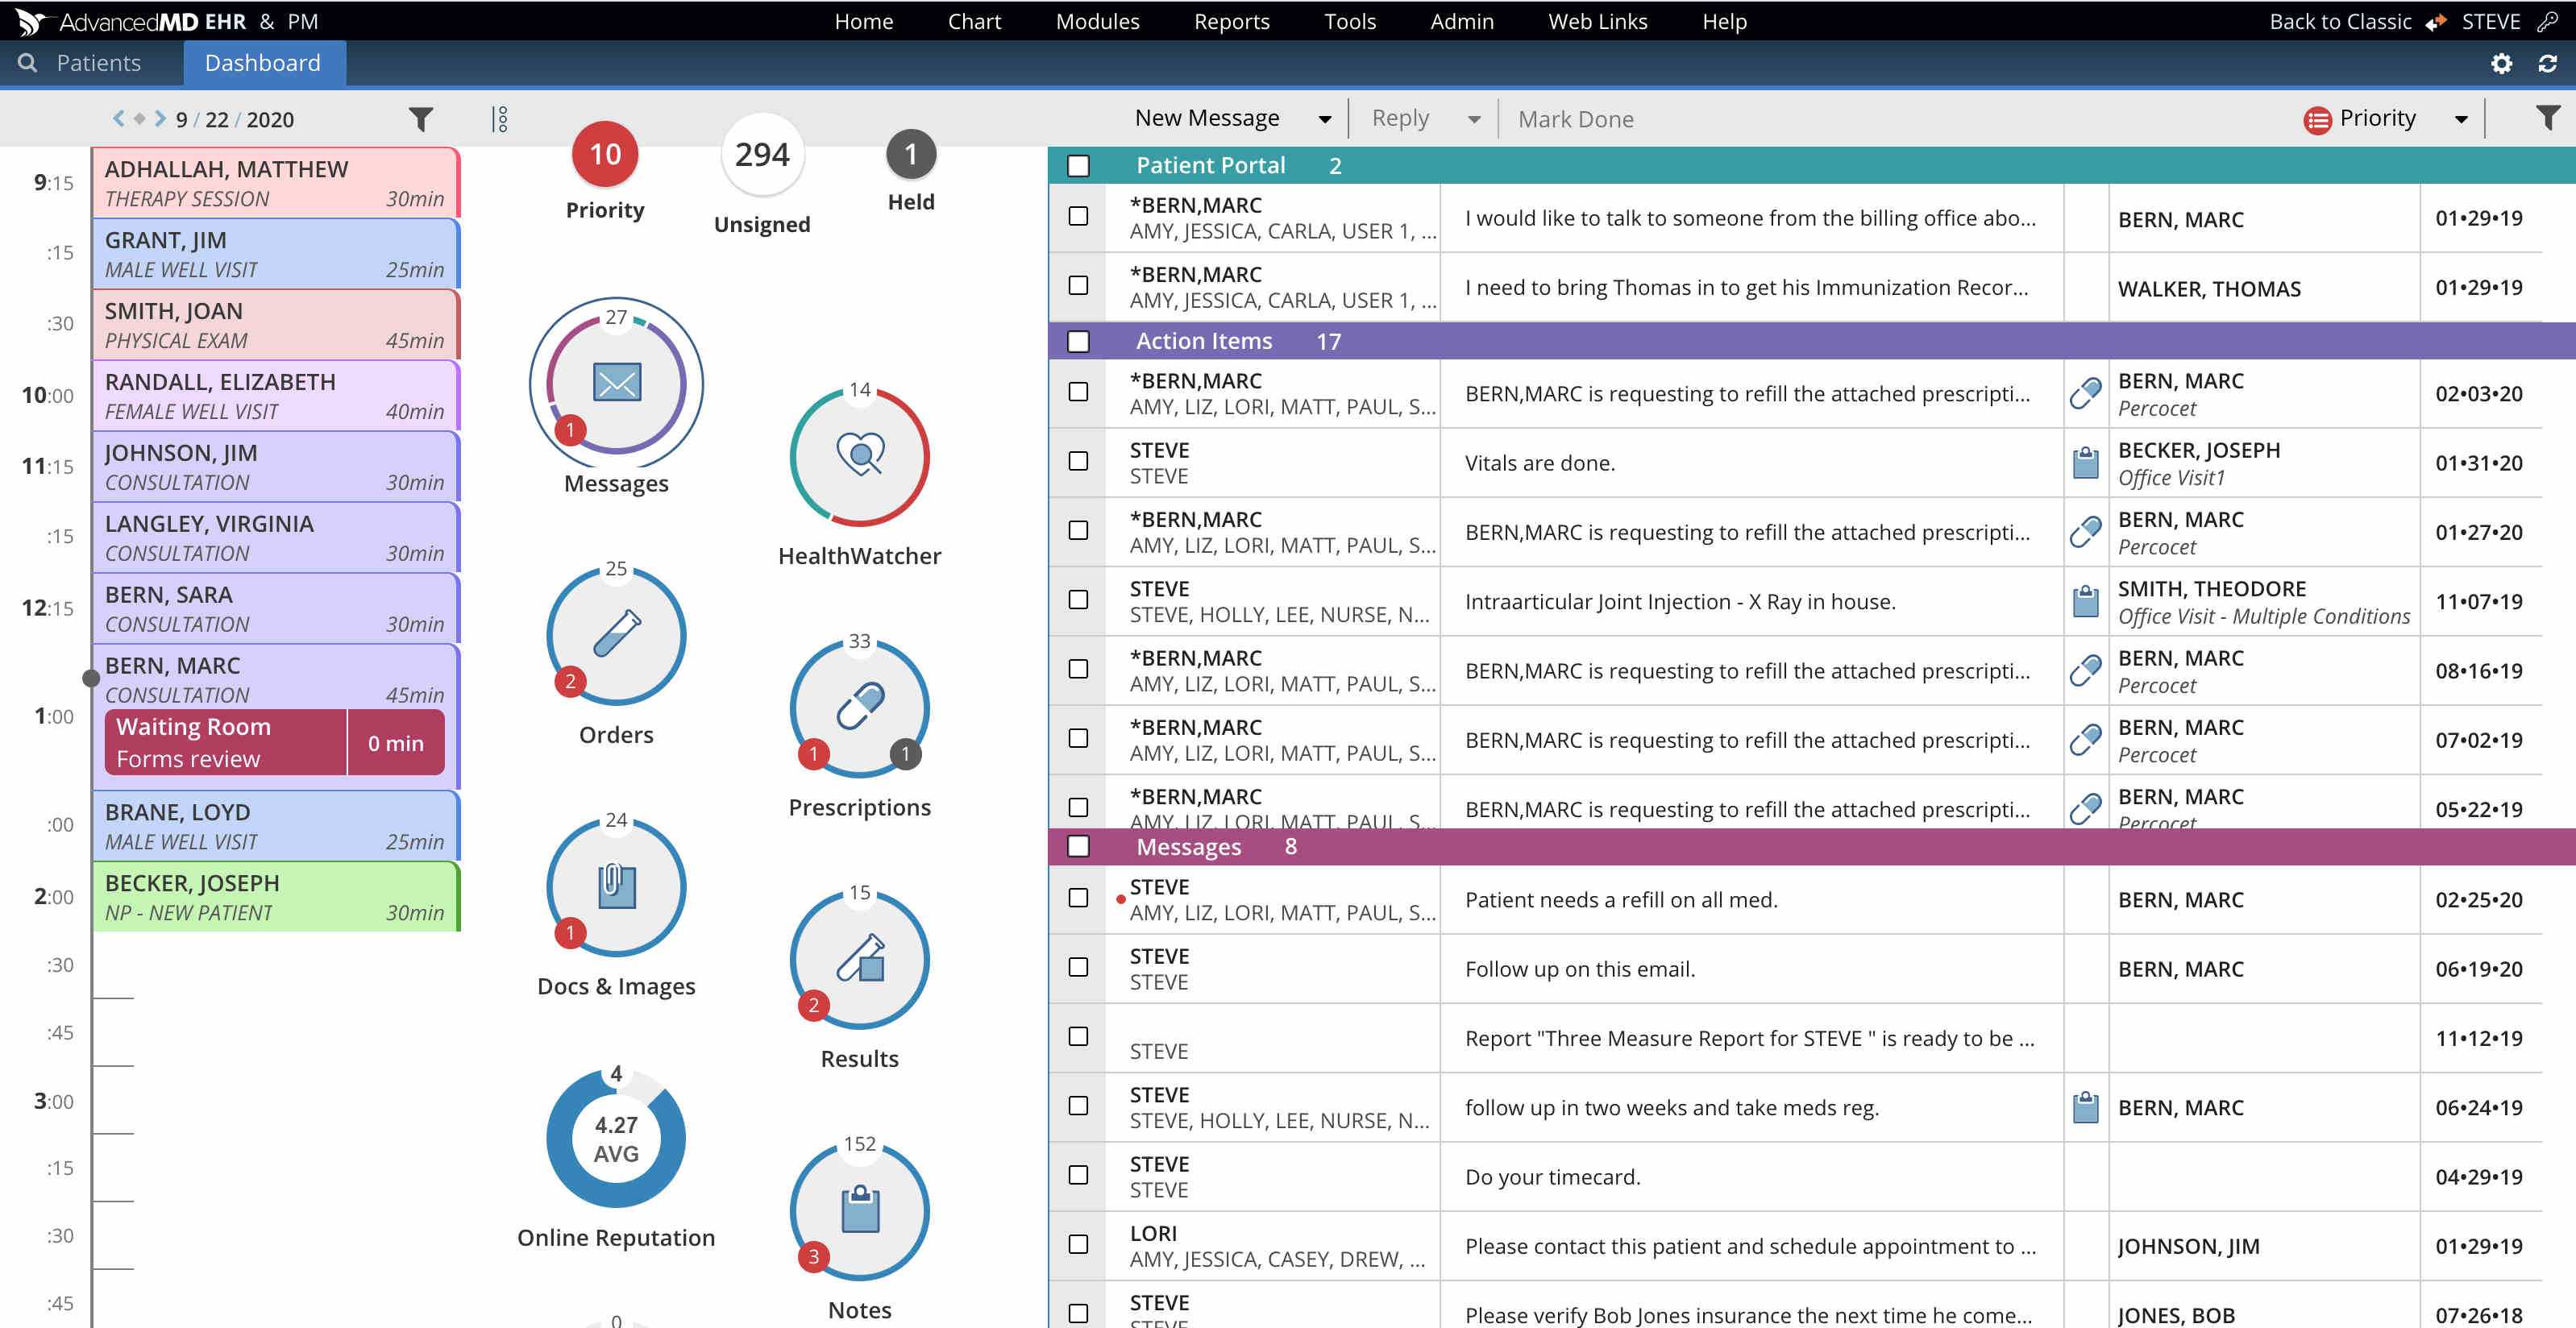 AdvancedMD EHR & PM
Home Chart Modules Reports Tools Admin Web Links Help
Back to Classic STEVE
Patients Dashboard
9 / 22 / 2020
9:15
ADHALLAH, MATTHEW
THERAPY SESSION 30min
:15
GRANT, JIM
MALE WELL VISIT 25min
:30
SMITH, JOAN
PHYSICAL EXAM 45min
10:00
RANDALL, ELIZABETH
FEMALE WELL VISIT 40min
11:15
JOHNSON, JIM
CONSULTATION 30min
:15
LANGLEY, VIRGINIA
CONSULTATION 30min
12:15
BERN, SARA
CONSULTATION 30min
BERN, MARC
CONSULTATION 45min
1:00
Waiting Room
Forms review
0 min
:00
BRANE, LOYD
MALE WELL VISIT 25min
2:00
BECKER, JOSEPH
NP - NEW PATIENT 30min
:30
:45
3:00
:15
:30
:45
10
Priority
294
Unsigned
1
Held
27
1
Messages
14
HealthWatcher
25
2
Orders
33
1
1
Prescriptions
24
1
Docs & Images
15
2
Results
4
4.27
AVG
Online Reputation
152
3
Notes
0
New Message Reply Mark Done Priority
Patient Portal 2
*BERN,MARC
AMY, JESSICA, CARLA, USER 1, ...
I would like to talk to someone from the billing office abo...
BERN, MARC
01•29•19
*BERN,MARC
AMY, JESSICA, CARLA, USER 1, ...
I need to bring Thomas in to get his Immunization Recor...
WALKER, THOMAS
01•29•19
Action Items 17
*BERN,MARC
AMY, LIZ, LORI, MATT, PAUL, S...
BERN,MARC is requesting to refill the attached prescripti...
BERN, MARC
Percocet
02•03•20
STEVE
STEVE
Vitals are done.
BECKER, JOSEPH
Office Visit1
01•31•20
*BERN,MARC
AMY, LIZ, LORI, MATT, PAUL, S...
BERN,MARC is requesting to refill the attached prescripti...
BERN, MARC
Percocet
01•27•20
STEVE
STEVE, HOLLY, LEE, NURSE, N...
Intraarticular Joint Injection - X Ray in house.
SMITH, THEODORE
Office Visit - Multiple Conditions
11•07•19
*BERN,MARC
AMY, LIZ, LORI, MATT, PAUL, S...
BERN,MARC is requesting to refill the attached prescripti...
BERN, MARC
Percocet
08•16•19
*BERN,MARC
AMY, LIZ, LORI, MATT, PAUL, S...
BERN,MARC is requesting to refill the attached prescripti...
BERN, MARC
Percocet
07•02•19
*BERN,MARC
AMY, LIZ, LORI, MATT, PAUL, S...
BERN,MARC is requesting to refill the attached prescripti...
BERN, MARC
Percocet
05•22•19
Messages 8
STEVE
AMY, LIZ, LORI, MATT, PAUL, S...
Patient needs a refill on all med.
BERN, MARC
02•25•20
STEVE
STEVE
Follow up on this email.
BERN, MARC
06•19•20
STEVE
Report "Three Measure Report for STEVE " is ready to be ...
11•12•19
STEVE
STEVE, HOLLY, LEE, NURSE, N...
follow up in two weeks and take meds reg.
BERN, MARC
06•24•19
STEVE
STEVE
Do your timecard.
04•29•19
LORI
AMY, JESSICA, CASEY, DREW, ...
Please contact this patient and schedule appointment to ...
JOHNSON, JIM
01•29•19
STEVE
STEVE
Please verify Bob Jones insurance the next time he come...
JONES, BOB
07•26•18